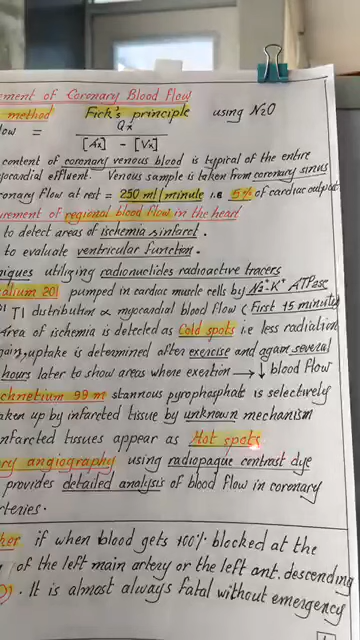 ement of Coronary Blood Flow
method Fick's principle using N2O
low = Qx
[Ax] - [Vx]
content of coronary venous blood is typical of the entire
yocardial effluent. Venous sample is taken from coronary sinus
onary flow at rest = 250 ml/minute i.e 5% of cardiac output
urement of regional blood flow in the heart
to detect areas of ischemia & infarct.
to evaluate ventricular function.
iques utilizing radionuclides radioactive tracers
allium 201 pumped in cardiac muscle cells by Na+-K+ ATPase
Tl distribution ∝ myocardial blood flow (First 15 minutes
Area of ischemia is detected as Cold spots i.e less radiation
gain, uptake is determined after exercise and again several
hours later to show areas where exertion → ↓ blood flow
chnetium 99m stannous pyrophosphate is selectively
aken up by infarcted tissue by unknown mechanism
nfarcted tissues appear as Hot spots
ary angiography using radiopaque contrast dye
provides detailed analysis of blood flow in coronary
rteries.
if when blood gets 100% blocked at the
of the left main artery or the left ant. descending
. It is almost always fatal without emergency